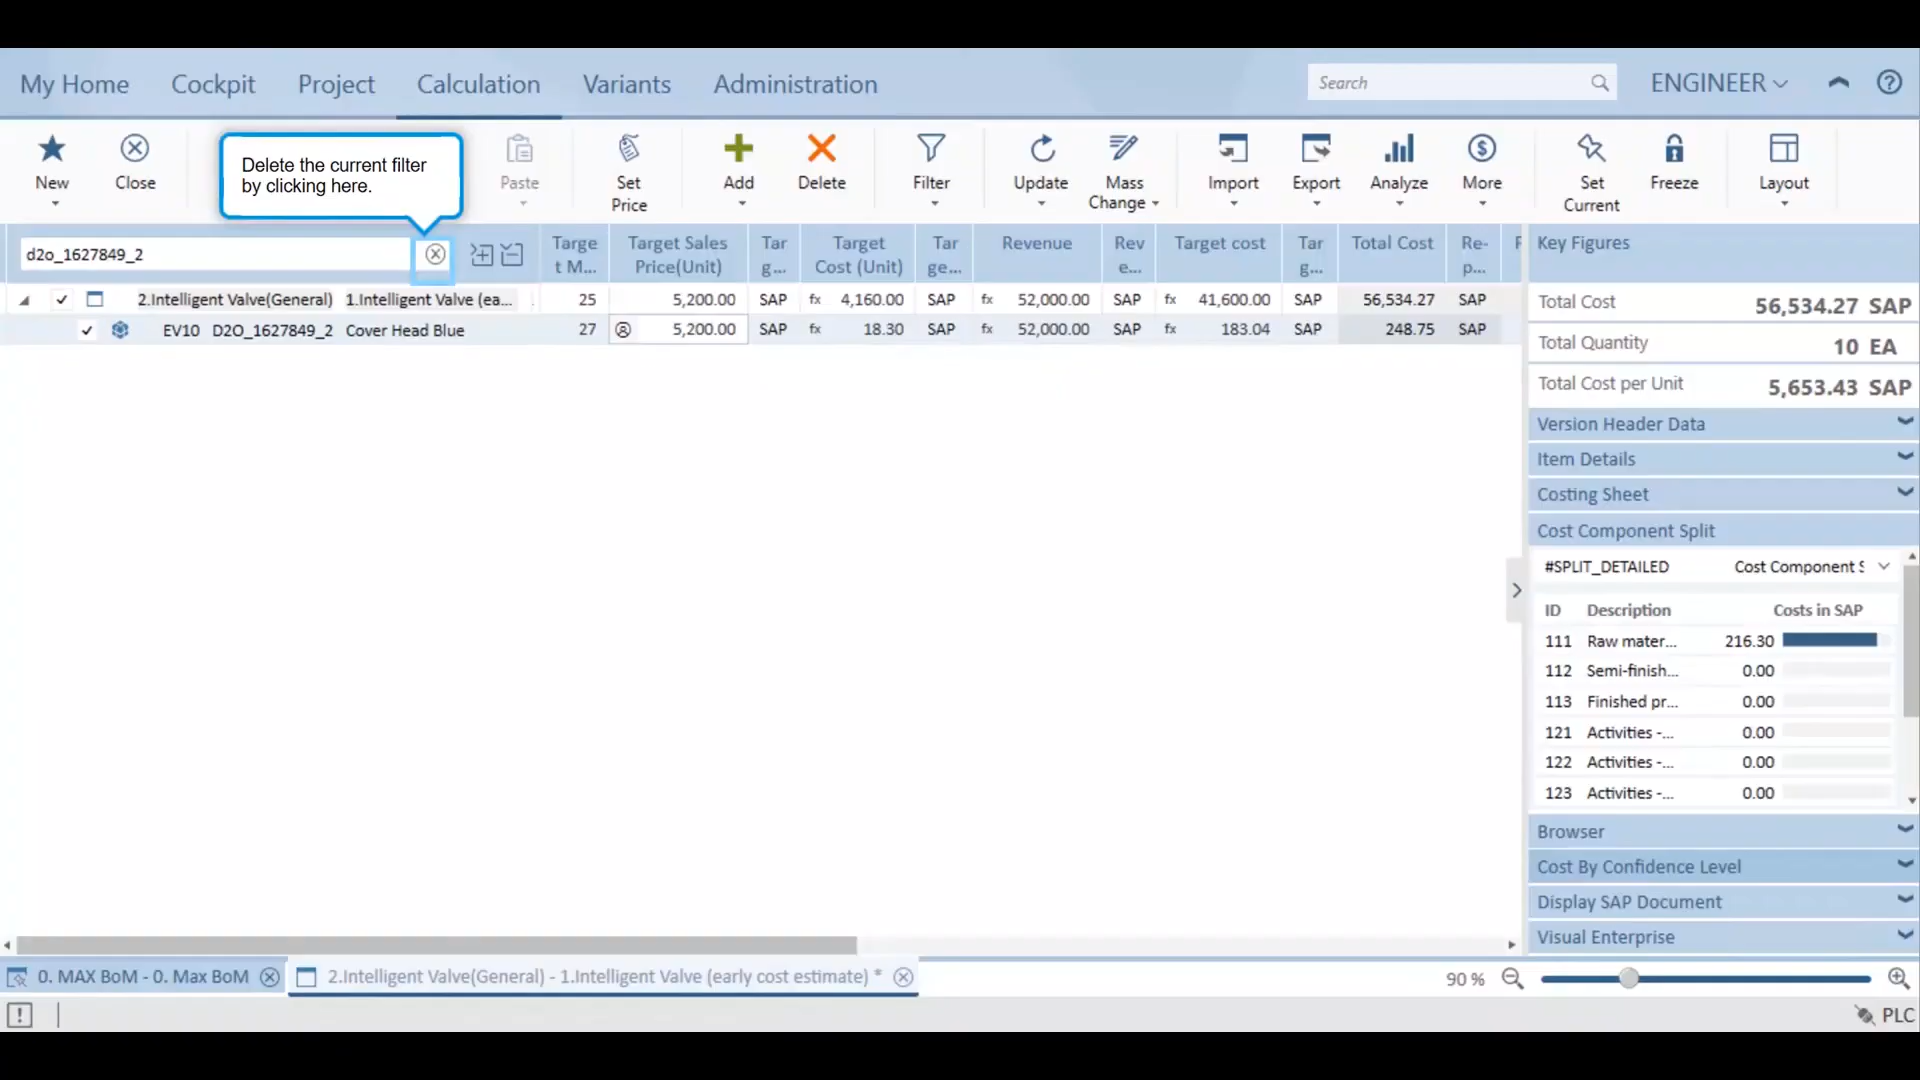 My Home Cockpit Project Calculation Variants Administration Search ENGINEER
New Close Paste Set Price Add Delete Filter Update Mass Change Import Export Analyze More Set Current Freeze Layout
Delete the current filter
by clicking here.
d2o_1627849_2
Targe t M... Target Sales Price(Unit) Tar g... Target Cost (Unit) Tar ge... Revenue Rev e... Target cost Tar g... Total Cost Re- p...
2.Intelligent Valve(General) 1.Intelligent Valve (ea... 25 5,200.00 SAP fx 4,160.00 SAP fx 52,000.00 SAP fx 41,600.00 SAP 56,534.27 SAP
EV10 D2O_1627849_2 Cover Head Blue 27 5,200.00 SAP fx 18.30 SAP fx 52,000.00 SAP fx 183.04 SAP 248.75 SAP
Key Figures
Total Cost 56,534.27 SAP
Total Quantity 10 EA
Total Cost per Unit 5,653.43 SAP
Version Header Data
Item Details
Costing Sheet
Cost Component Split
#SPLIT_DETAILED Cost Component S
ID Description Costs in SAP
111 Raw mater... 216.30
112 Semi-finish... 0.00
113 Finished pr... 0.00
121 Activities -... 0.00
122 Activities -... 0.00
123 Activities -... 0.00
Browser
Cost By Confidence Level
Display SAP Document
Visual Enterprise
0. MAX BoM - 0. Max BoM 2.Intelligent Valve(General) - 1.Intelligent Valve (early cost estimate) * 90 %
PLC